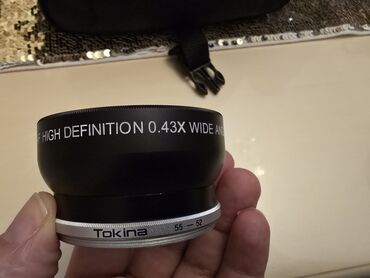 HIGH DEFINITION 0.43X WIDE
Tokina 55 — 52